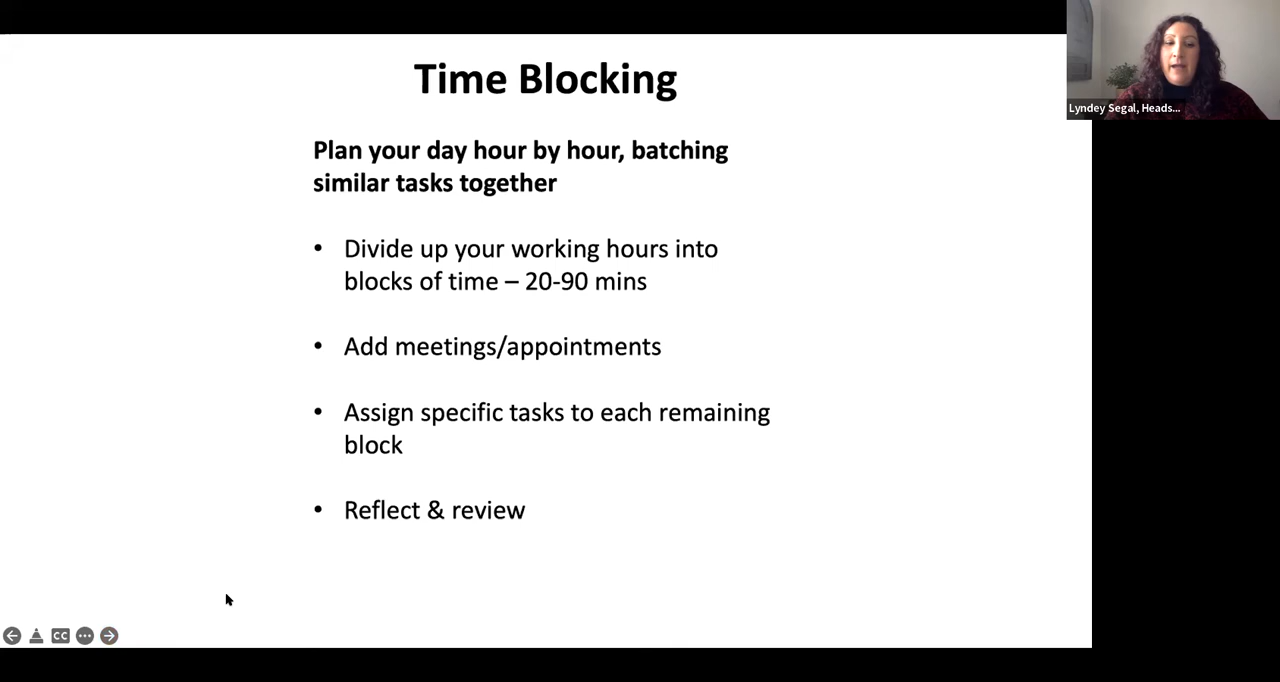 Time Blocking
Plan your day hour by hour, batching
similar tasks together
• Divide up your working hours into
blocks of time – 20-90 mins
• Add meetings/appointments
• Assign specific tasks to each remaining
block
• Reflect & review
Lyndey Segal, Heads...
CC